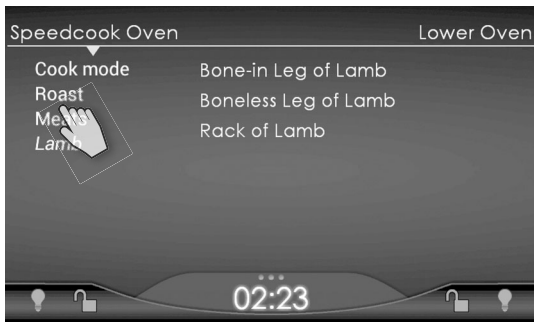 Speedcook Oven
Lower Oven
Cook mode
Roast
Meats
Lamb
Bone-in Leg of Lamb
Boneless Leg of Lamb
Rack of Lamb
02:23